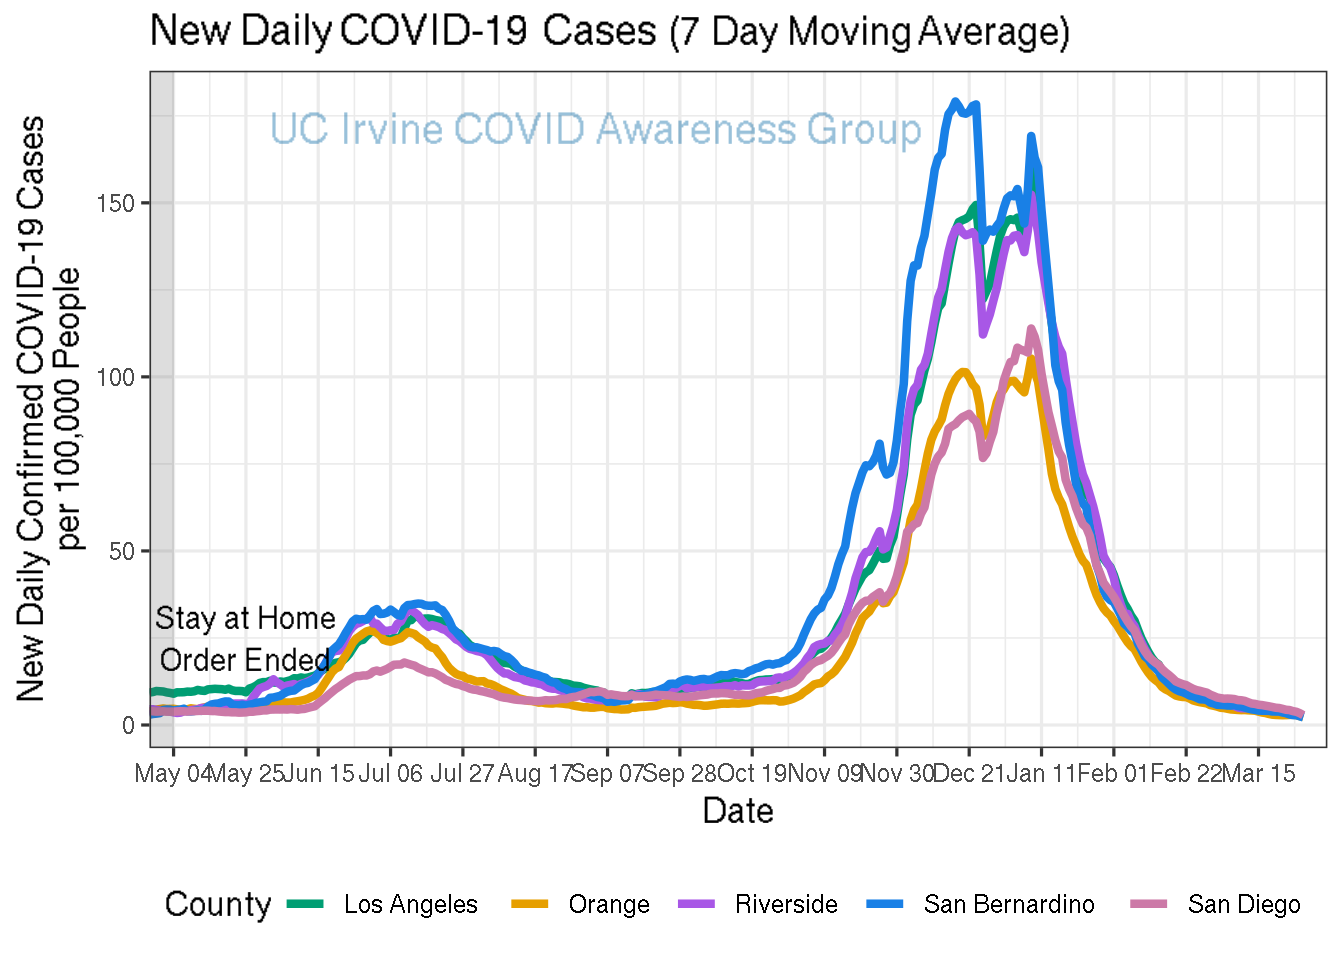 New Daily COVID-19 Cases (7 Day Moving Average)
UC Irvine COVID Awareness Group
New Daily Confirmed COVID-19 Cases
per 100,000 People
150
100
50
0
Stay at Home
Order Ended
May 04 May 25 Jun 15 Jul 06 Jul 27 Aug 17 Sep 07 Sep 28 Oct 19 Nov 09 Nov 30 Dec 21 Jan 11 Feb 01 Feb 22 Mar 15
Date
County Los Angeles Orange Riverside San Bernardino San Diego